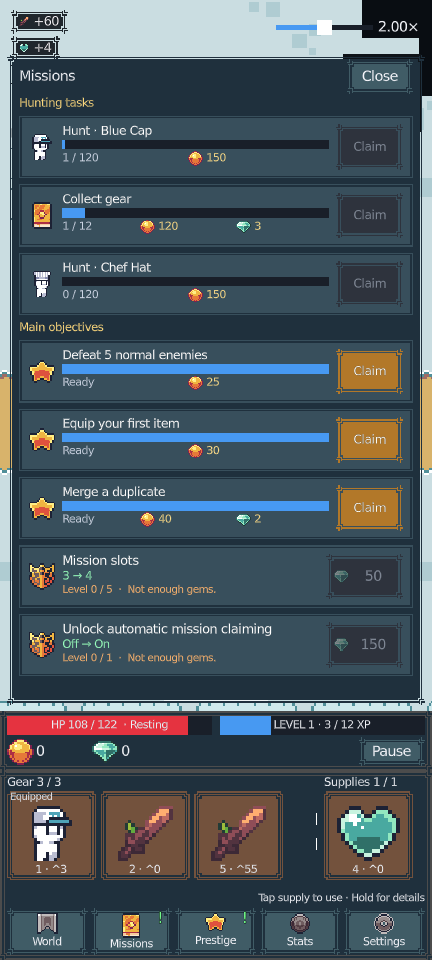 +60
2.00×
+4
Missions
Close
Hunting tasks
Hunt · Blue Cap
1 / 120
150
Claim
Collect gear
1 / 12
120
3
Claim
Hunt · Chef Hat
0 / 120
150
Claim
Main objectives
Defeat 5 normal enemies
Ready
25
Claim
Equip your first item
Ready
30
Claim
Merge a duplicate
Ready
40
2
Claim
Mission slots
3 → 4
Level 0 / 5 · Not enough gems.
50
Unlock automatic mission claiming
Off → On
Level 0 / 1 · Not enough gems.
150
HP 108 / 122 · Resting
LEVEL 1 · 3 / 12 XP
0
0
Pause
Gear 3 / 3
Supplies 1 / 1
Equipped
1 · ^3
2 · ^0
5 · ^55
4 · ^0
Tap supply to use · Hold for details
World
Missions
!
Prestige
!
Stats
Settings